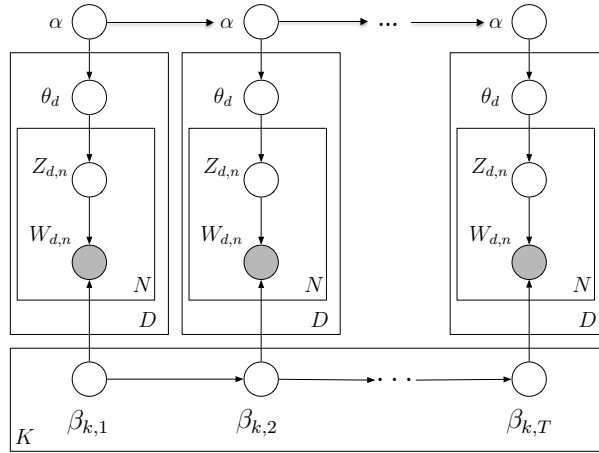 α α ... α
θ_d θ_d θ_d
Z_{d,n} Z_{d,n} Z_{d,n}
W_{d,n} W_{d,n} W_{d,n}
N N N
D D D
. . .
β_{k,1} β_{k,2} β_{k,T}
K